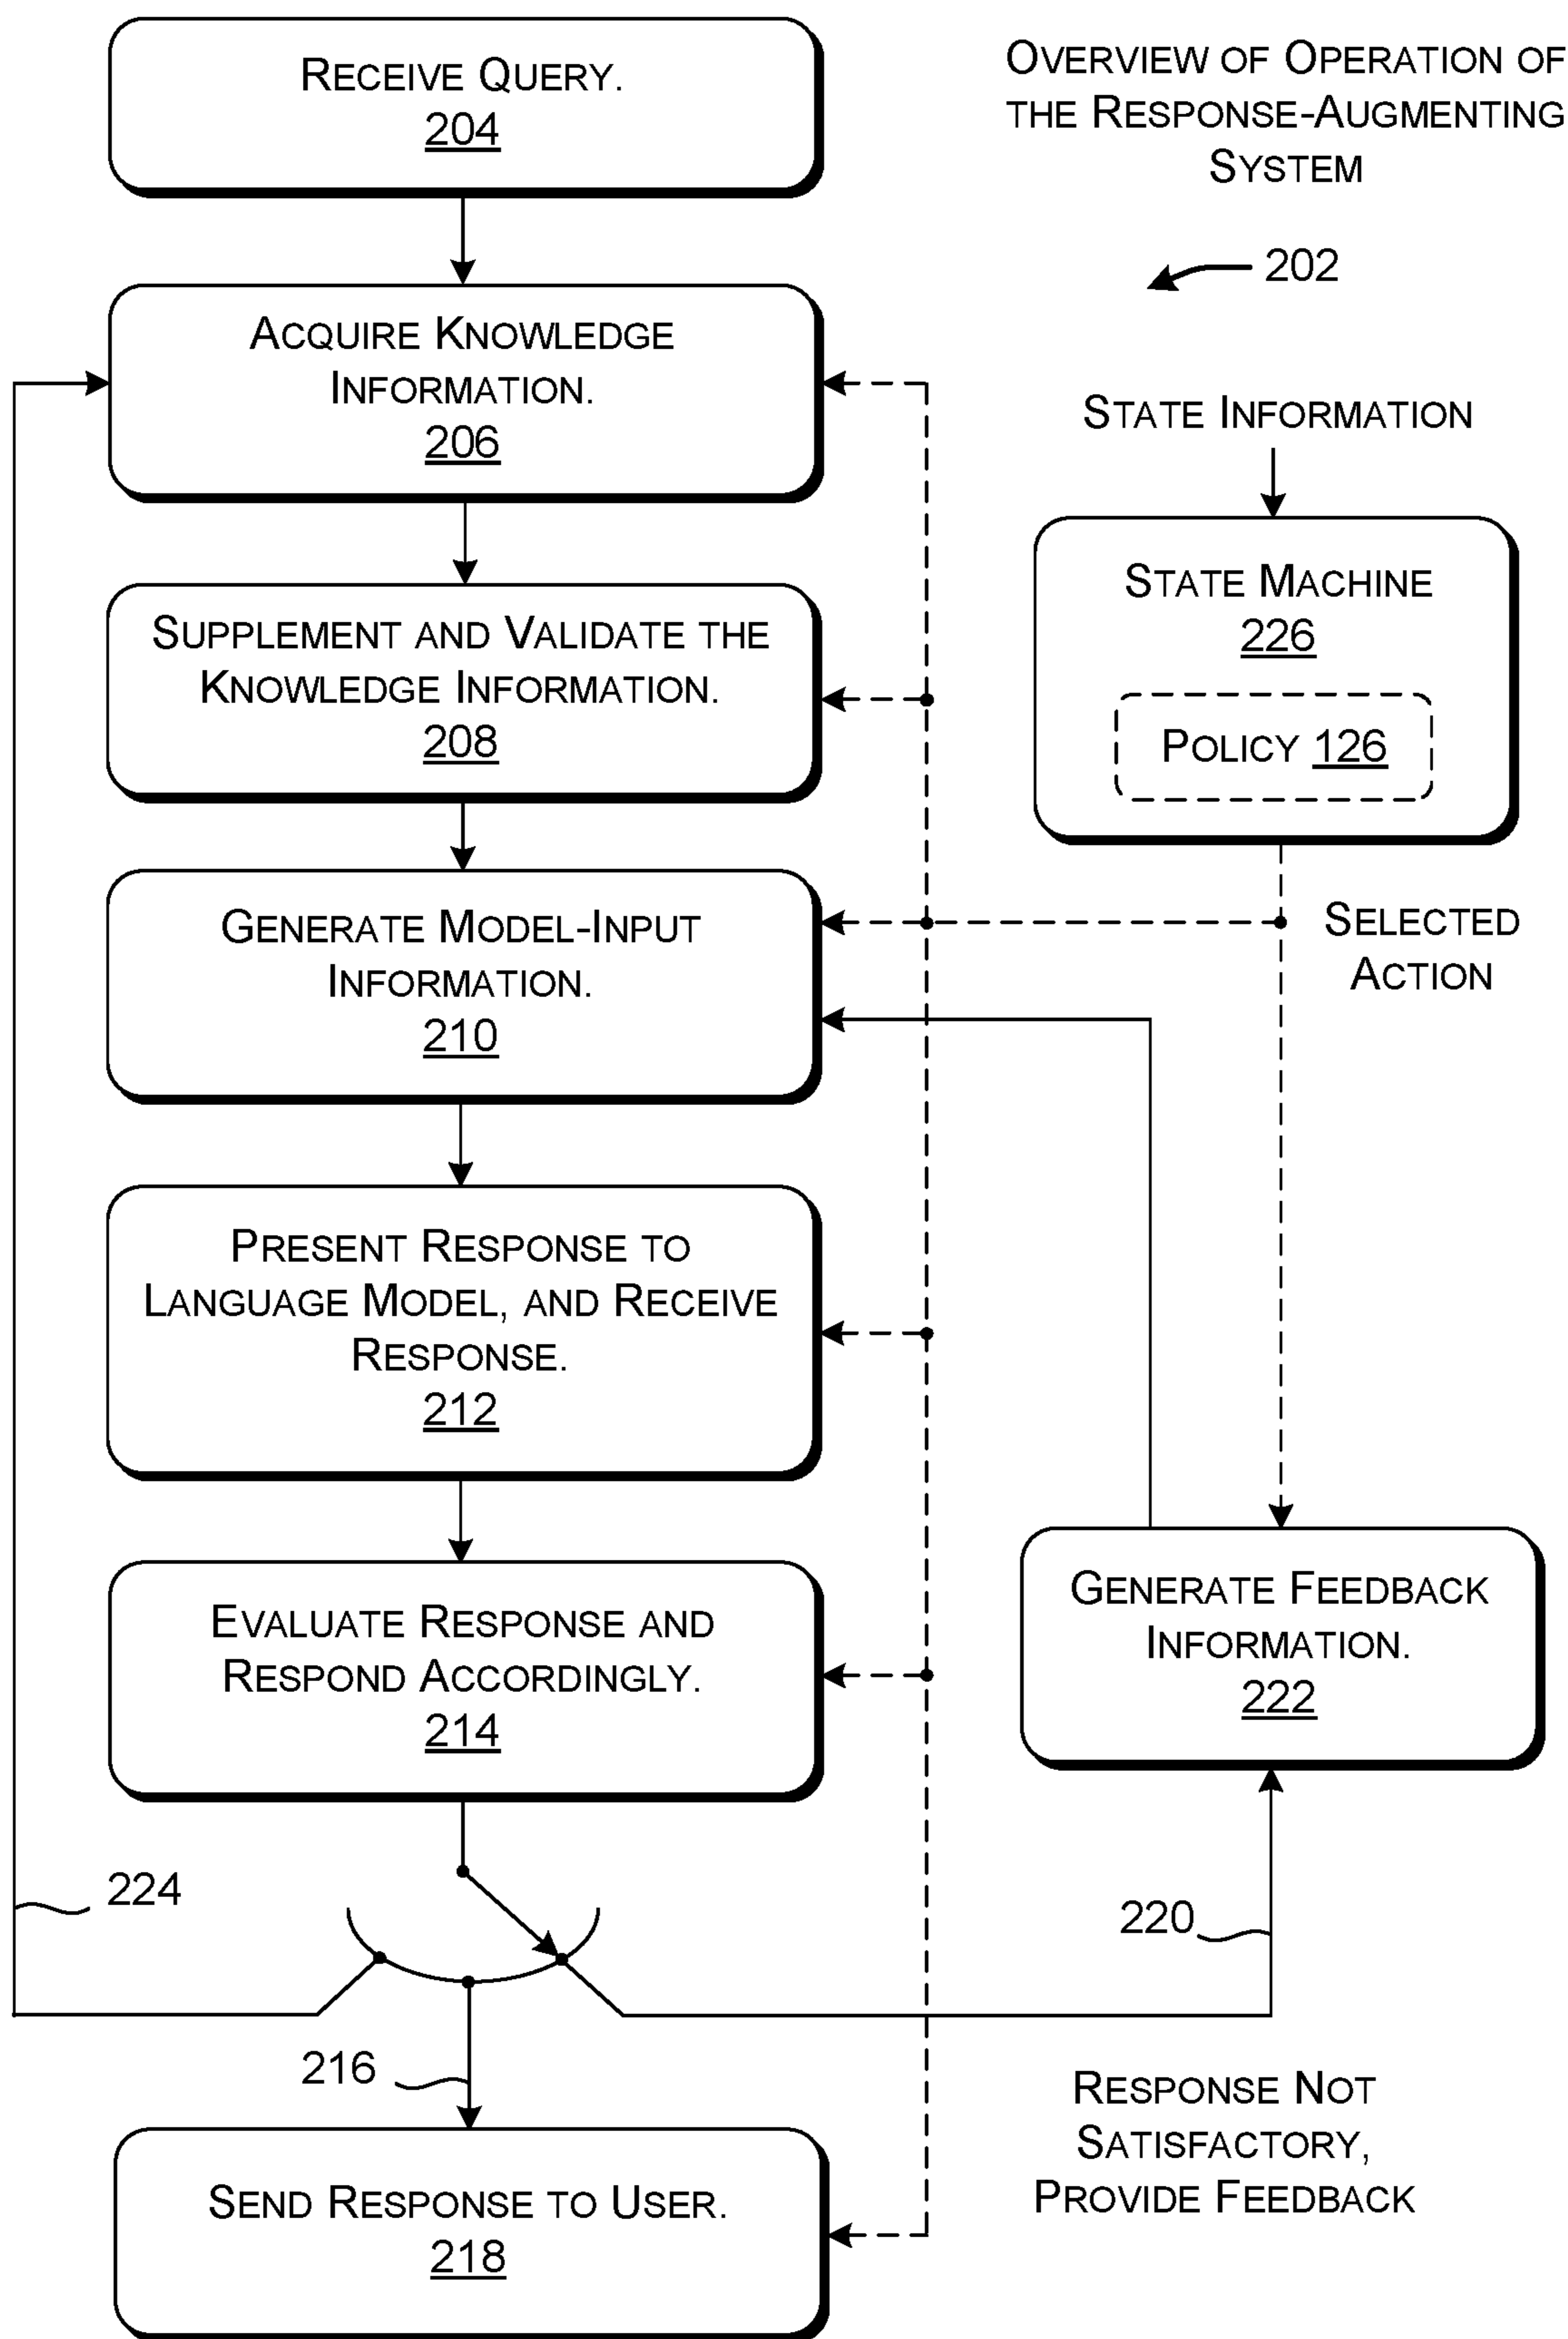 RECEIVE QUERY.
204
OVERVIEW OF OPERATION OF
THE RESPONSE-AUGMENTING
SYSTEM
202
ACQUIRE KNOWLEDGE
INFORMATION.
206
STATE INFORMATION
SUPPLEMENT AND VALIDATE THE
KNOWLEDGE INFORMATION.
208
STATE MACHINE
226
POLICY 126
GENERATE MODEL-INPUT
INFORMATION.
210
SELECTED
ACTION
PRESENT RESPONSE TO
LANGUAGE MODEL, AND RECEIVE
RESPONSE.
212
EVALUATE RESPONSE AND
RESPOND ACCORDINGLY.
214
GENERATE FEEDBACK
INFORMATION.
222
224
220
216
RESPONSE NOT
SATISFACTORY,
PROVIDE FEEDBACK
SEND RESPONSE TO USER.
218